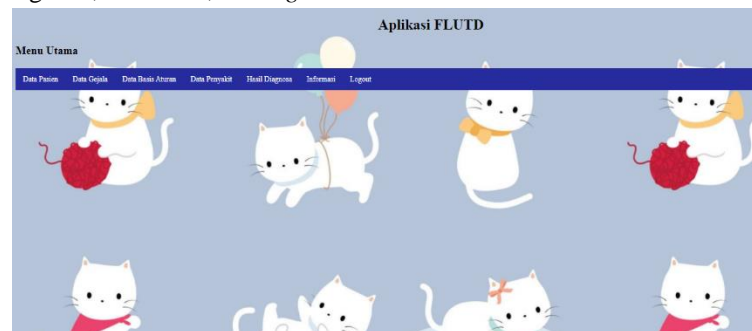 Aplikasi FLUTD
Menu Utama
Data Pasien Data Gejala Data Basis Aturan Data Penyakit Hasil Diagnosa Informasi Logout